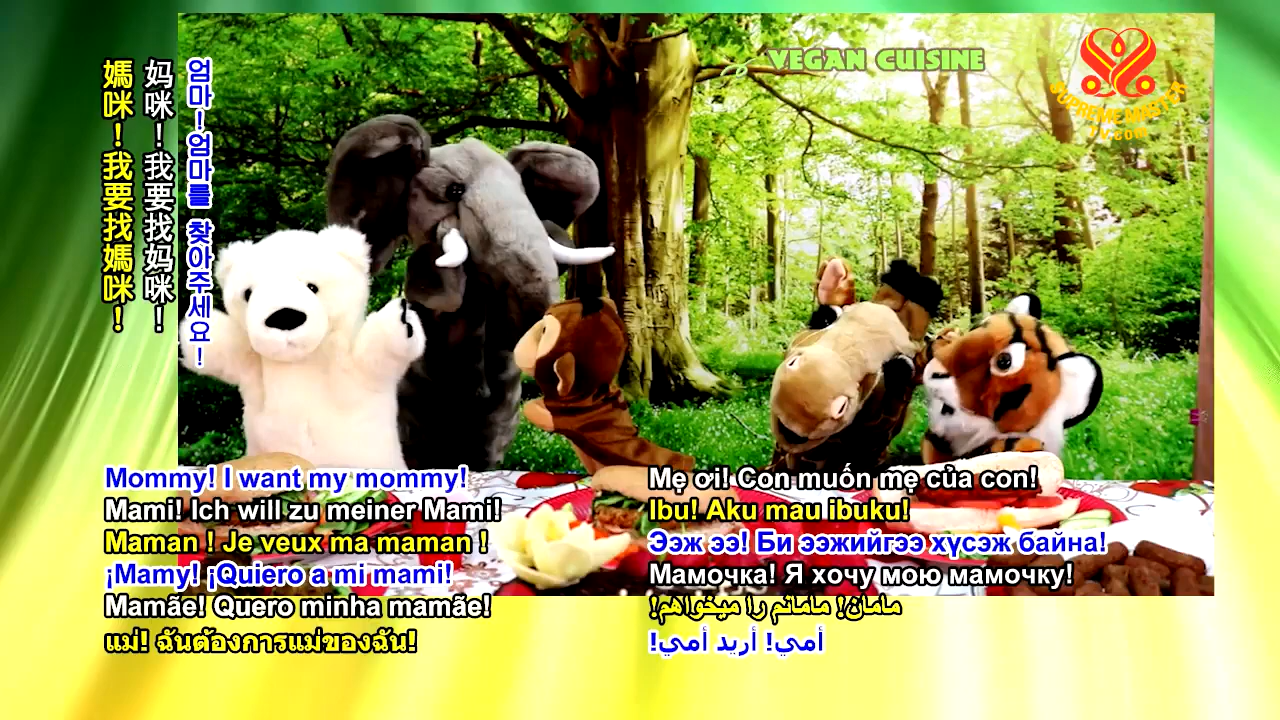 VEGAN CUISINE
SUPREME MASTER
TV.com
엄마! 엄마를 찾아주세요!
妈咪！我要找妈咪！
媽咪！我要找媽咪！
Mommy! I want my mommy!
Mami! Ich will zu meiner Mami!
Maman ! Je veux ma maman !
¡Mamy! ¡Quiero a mi mami!
Mamãe! Quero minha mamãe!
แม่! ฉันต้องการแม่ของฉัน!
Mẹ ơi! Con muốn mẹ của con!
Ibu! Aku mau ibuku!
Ээж ээ! Би ээжийгээ хүсэж байна!
Мамочка! Я хочу мою мамочку!
مامان! مامانم را میخواهم!
أمي! أريد أمي!